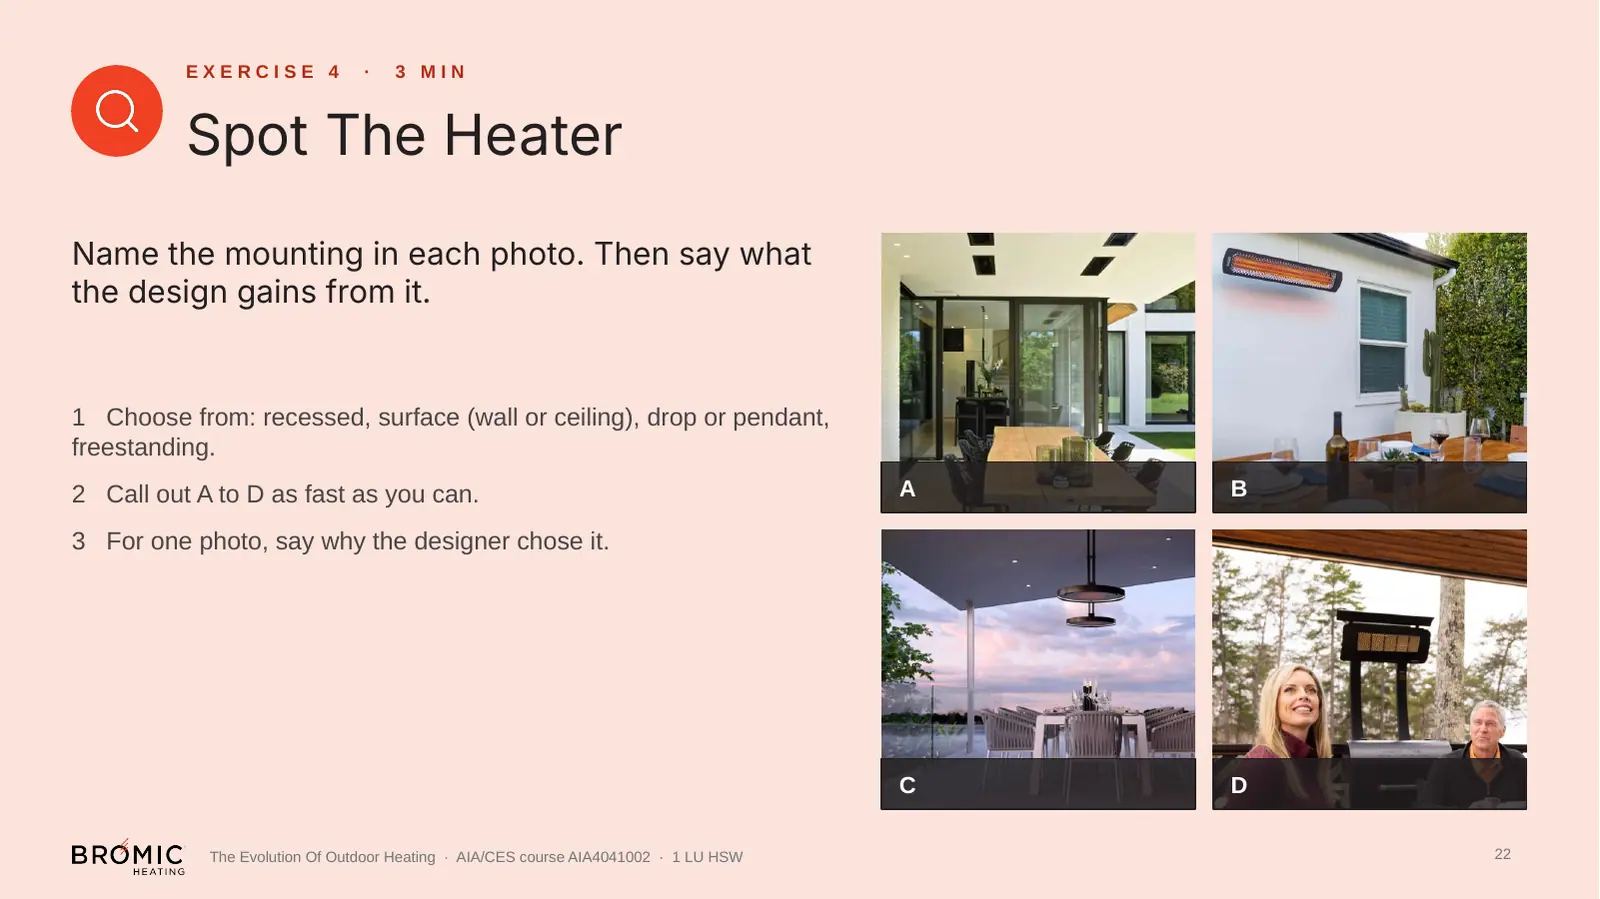 EXERCISE 4 · 3 MIN
Spot The Heater
Name the mounting in each photo. Then say what
the design gains from it.
1 Choose from: recessed, surface (wall or ceiling), drop or pendant,
freestanding.
2 Call out A to D as fast as you can.
3 For one photo, say why the designer chose it.
A
B
C
D
BROMIC
HEATING
The Evolution Of Outdoor Heating · AIA/CES course AIA4041002 · 1 LU HSW
22